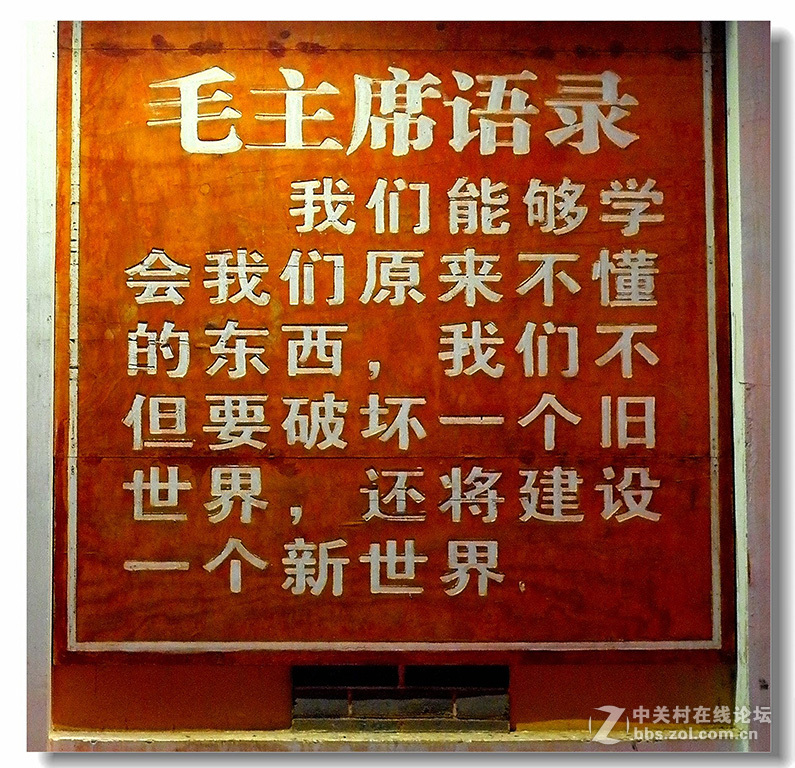 毛主席语录
我们能够学
会我们原来不懂
的东西，我们不
但要破坏一个旧
世界，还将建设
一个新世界
中关村在线论坛
bbs.zol.com.cn